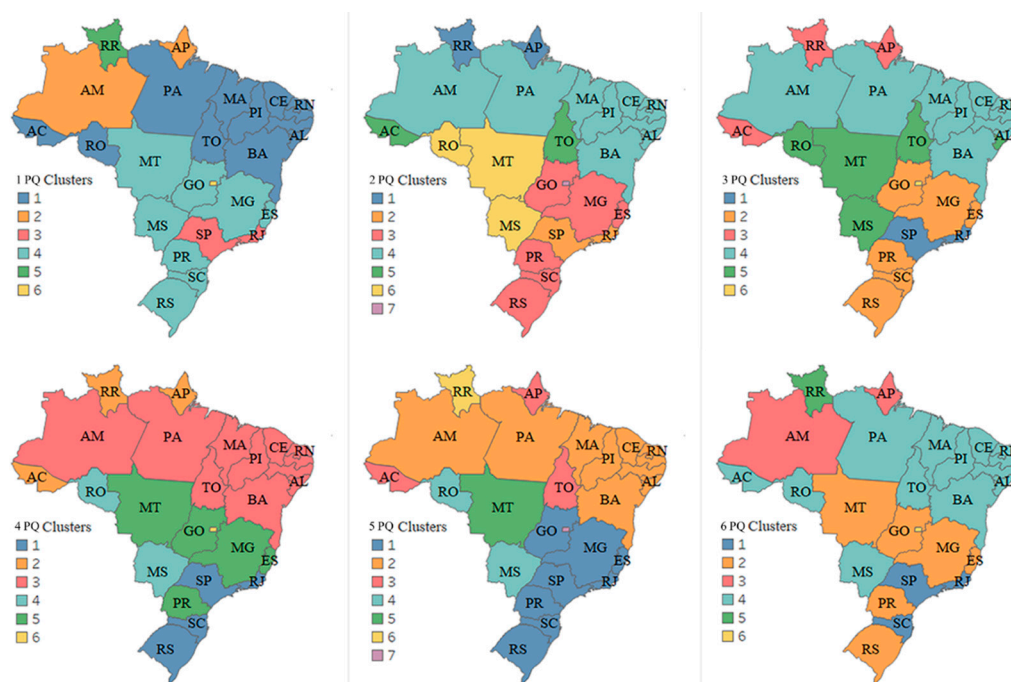 RR AP
AM PA MA CE RN
PI
AC TO AL
RO BA
MT
1 PQ Clusters
GO
1
2 MG
MS ES
3 SP RJ
4 PR
5 SC
6 RS
RR AP
AM PA MA CE RN
PI
AC TO AL
RO BA
MT
2 PQ Clusters
GO
1
2 MG
MS ES
3 SP RJ
4 PR
5 SC
6 RS
7
RR AP
AM PA MA CE RN
PI
AC TO AL
RO BA
MT
3 PQ Clusters
GO
1
2 MG
MS ES
3 SP RJ
4 PR
5 SC
6 RS
RR AP
AM PA MA CE RN
PI
AC TO AL
RO BA
MT
4 PQ Clusters
GO
1
2 MG
MS ES
3 SP RJ
4 PR
5 SC
6 RS
RR AP
AM PA MA CE RN
PI
AC TO AL
RO BA
MT
5 PQ Clusters
GO
1
2 MG
MS ES
3 SP RJ
4 PR
5 SC
6 RS
7
RR AP
AM PA MA CE RN
PI
AC TO AL
RO BA
MT
6 PQ Clusters
GO
1
2 MG
MS ES
3 SP RJ
4 PR
5 SC
6 RS